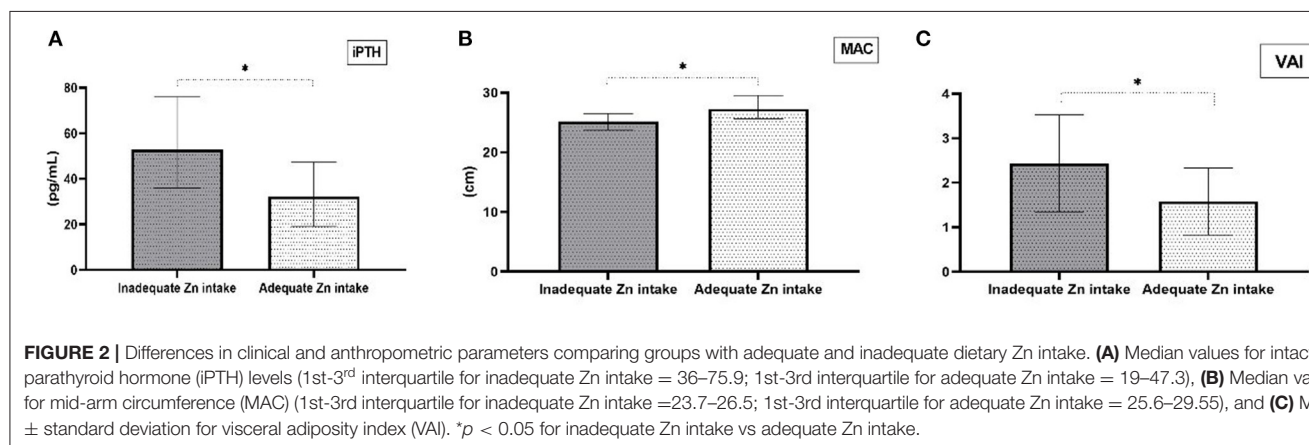 A
iPTH
*
80
60
40
20
0
(pg/mL)
Inadequate Zn intake Adequate Zn intake
B
MAC
*
30
20
10
0
(cm)
Inadequate Zn intake Adequate Zn intake
C
VAI
*
4
3
2
1
0
Inadequate Zn intake Adequate Zn intake
FIGURE 2 | Differences in clinical and anthropometric parameters comparing groups with adequate and inadequate dietary Zn intake. (A) Median values for intac
parathyroid hormone (iPTH) levels (1st-3rd interquartile for inadequate Zn intake = 36–75.9; 1st-3rd interquartile for adequate Zn intake = 19–47.3), (B) Median va
for mid-arm circumference (MAC) (1st-3rd interquartile for inadequate Zn intake =23.7–26.5; 1st-3rd interquartile for adequate Zn intake = 25.6–29.55), and (C) M
± standard deviation for visceral adiposity index (VAI). *p < 0.05 for inadequate Zn intake vs adequate Zn intake.